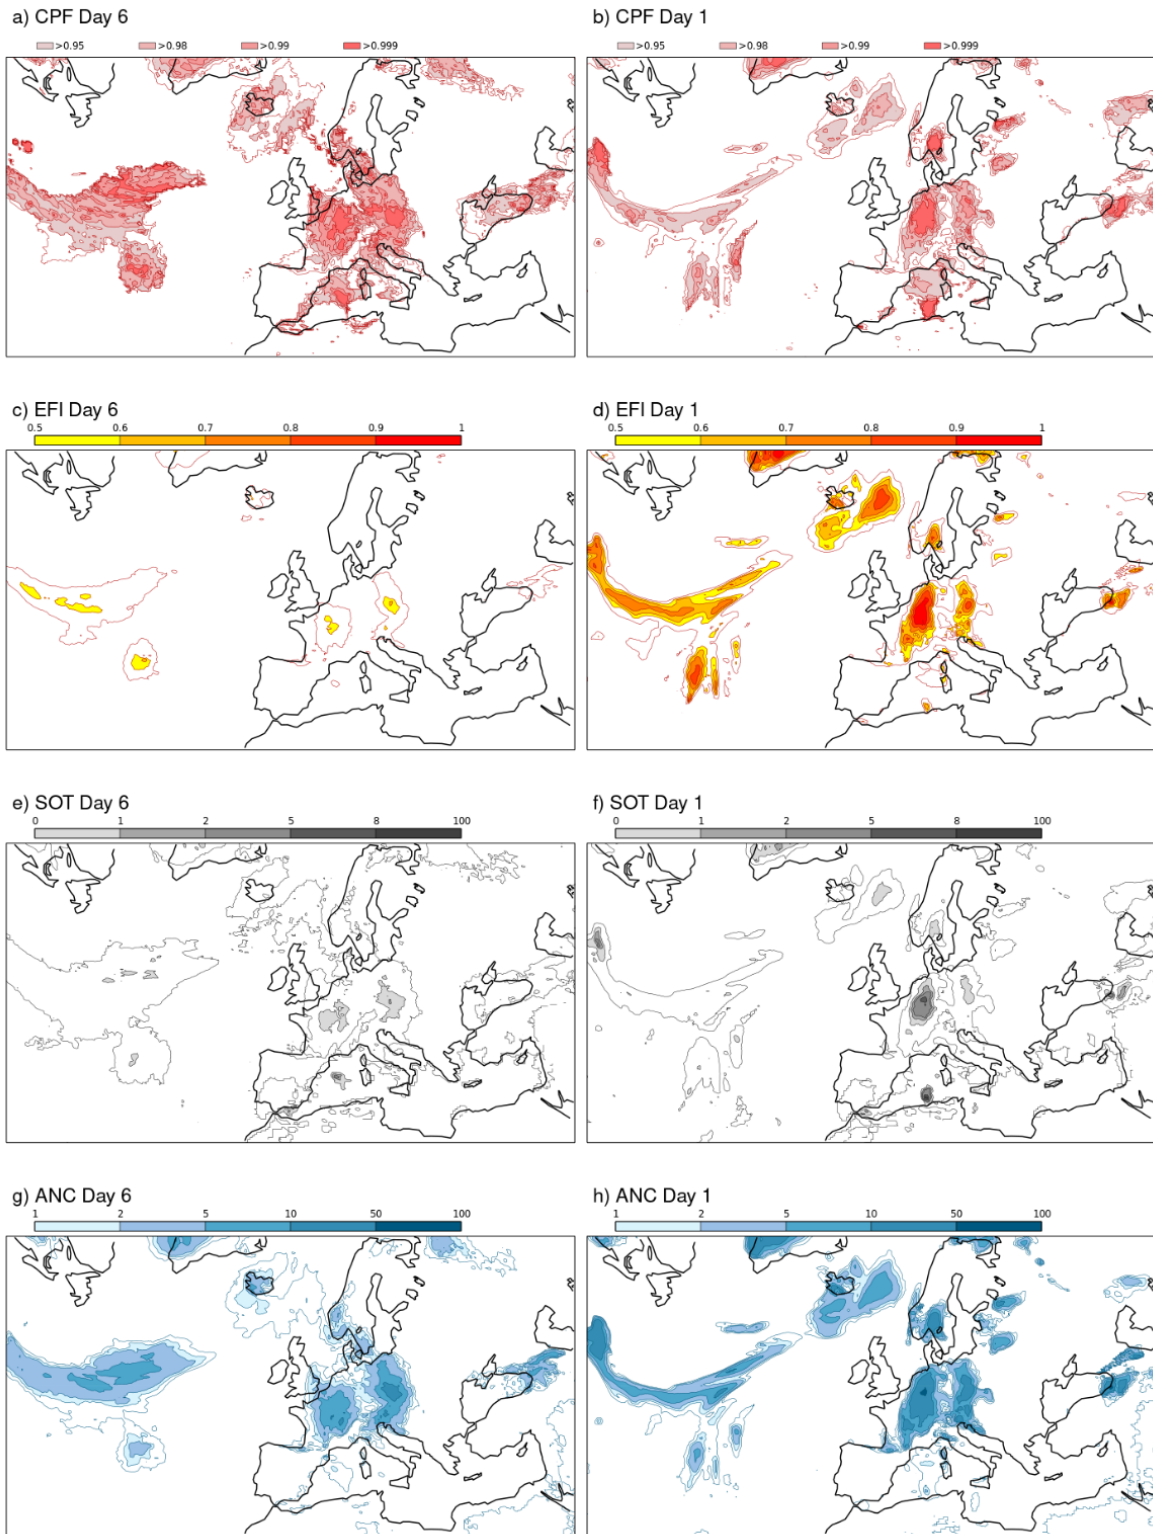 a) CPF Day 6
b) CPF Day 1
>0.95 >0.98 >0.99 >0.999
>0.95 >0.98 >0.99 >0.999
c) EFI Day 6
d) EFI Day 1
0.5 0.6 0.7 0.8 0.9 1
0.5 0.6 0.7 0.8 0.9 1
e) SOT Day 6
f) SOT Day 1
0 1 2 5 8 100
0 1 2 5 8 100
g) ANC Day 6
h) ANC Day 1
1 2 5 10 50 100
1 2 5 10 50 100